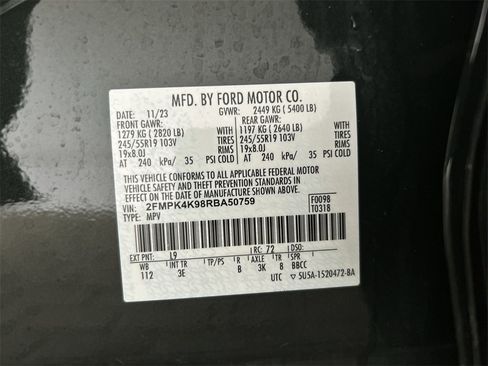 MFD. BY FORD MOTOR CO.
DATE: 11/23 GVWR: 2449 KG ( 5400 LB)
FRONT GAWR: REAR GAWR:
1279 KG ( 2820 LB) WITH 1197 KG ( 2640 LB) WITH
245/55R19 103V TIRES 245/55R19 103V TIRES
19x8.0J RIMS 19x8.0J RIMS
AT 240 kPa/ 35 PSI COLD AT 240 kPa/ 35 PSI COLD
THIS VEHICLE CONFORMS TO ALL APPLICABLE FEDERAL MOTOR
VEHICLE SAFETY AND THEFT PREVENTION STANDARDS IN EFFECT
ON THE DATE OF MANUFACTURE SHOWN ABOVE.
VIN: 2FMPK4K98RBA50759 F0098
TYPE: MPV T0318
EXT PNT: L9 RC: 72 DSO:
WB INT TR TP/PS R AXLE TR SPR
112 3E B 3K 8 BBCC
UTC ▽ SU5A-1520472-BA